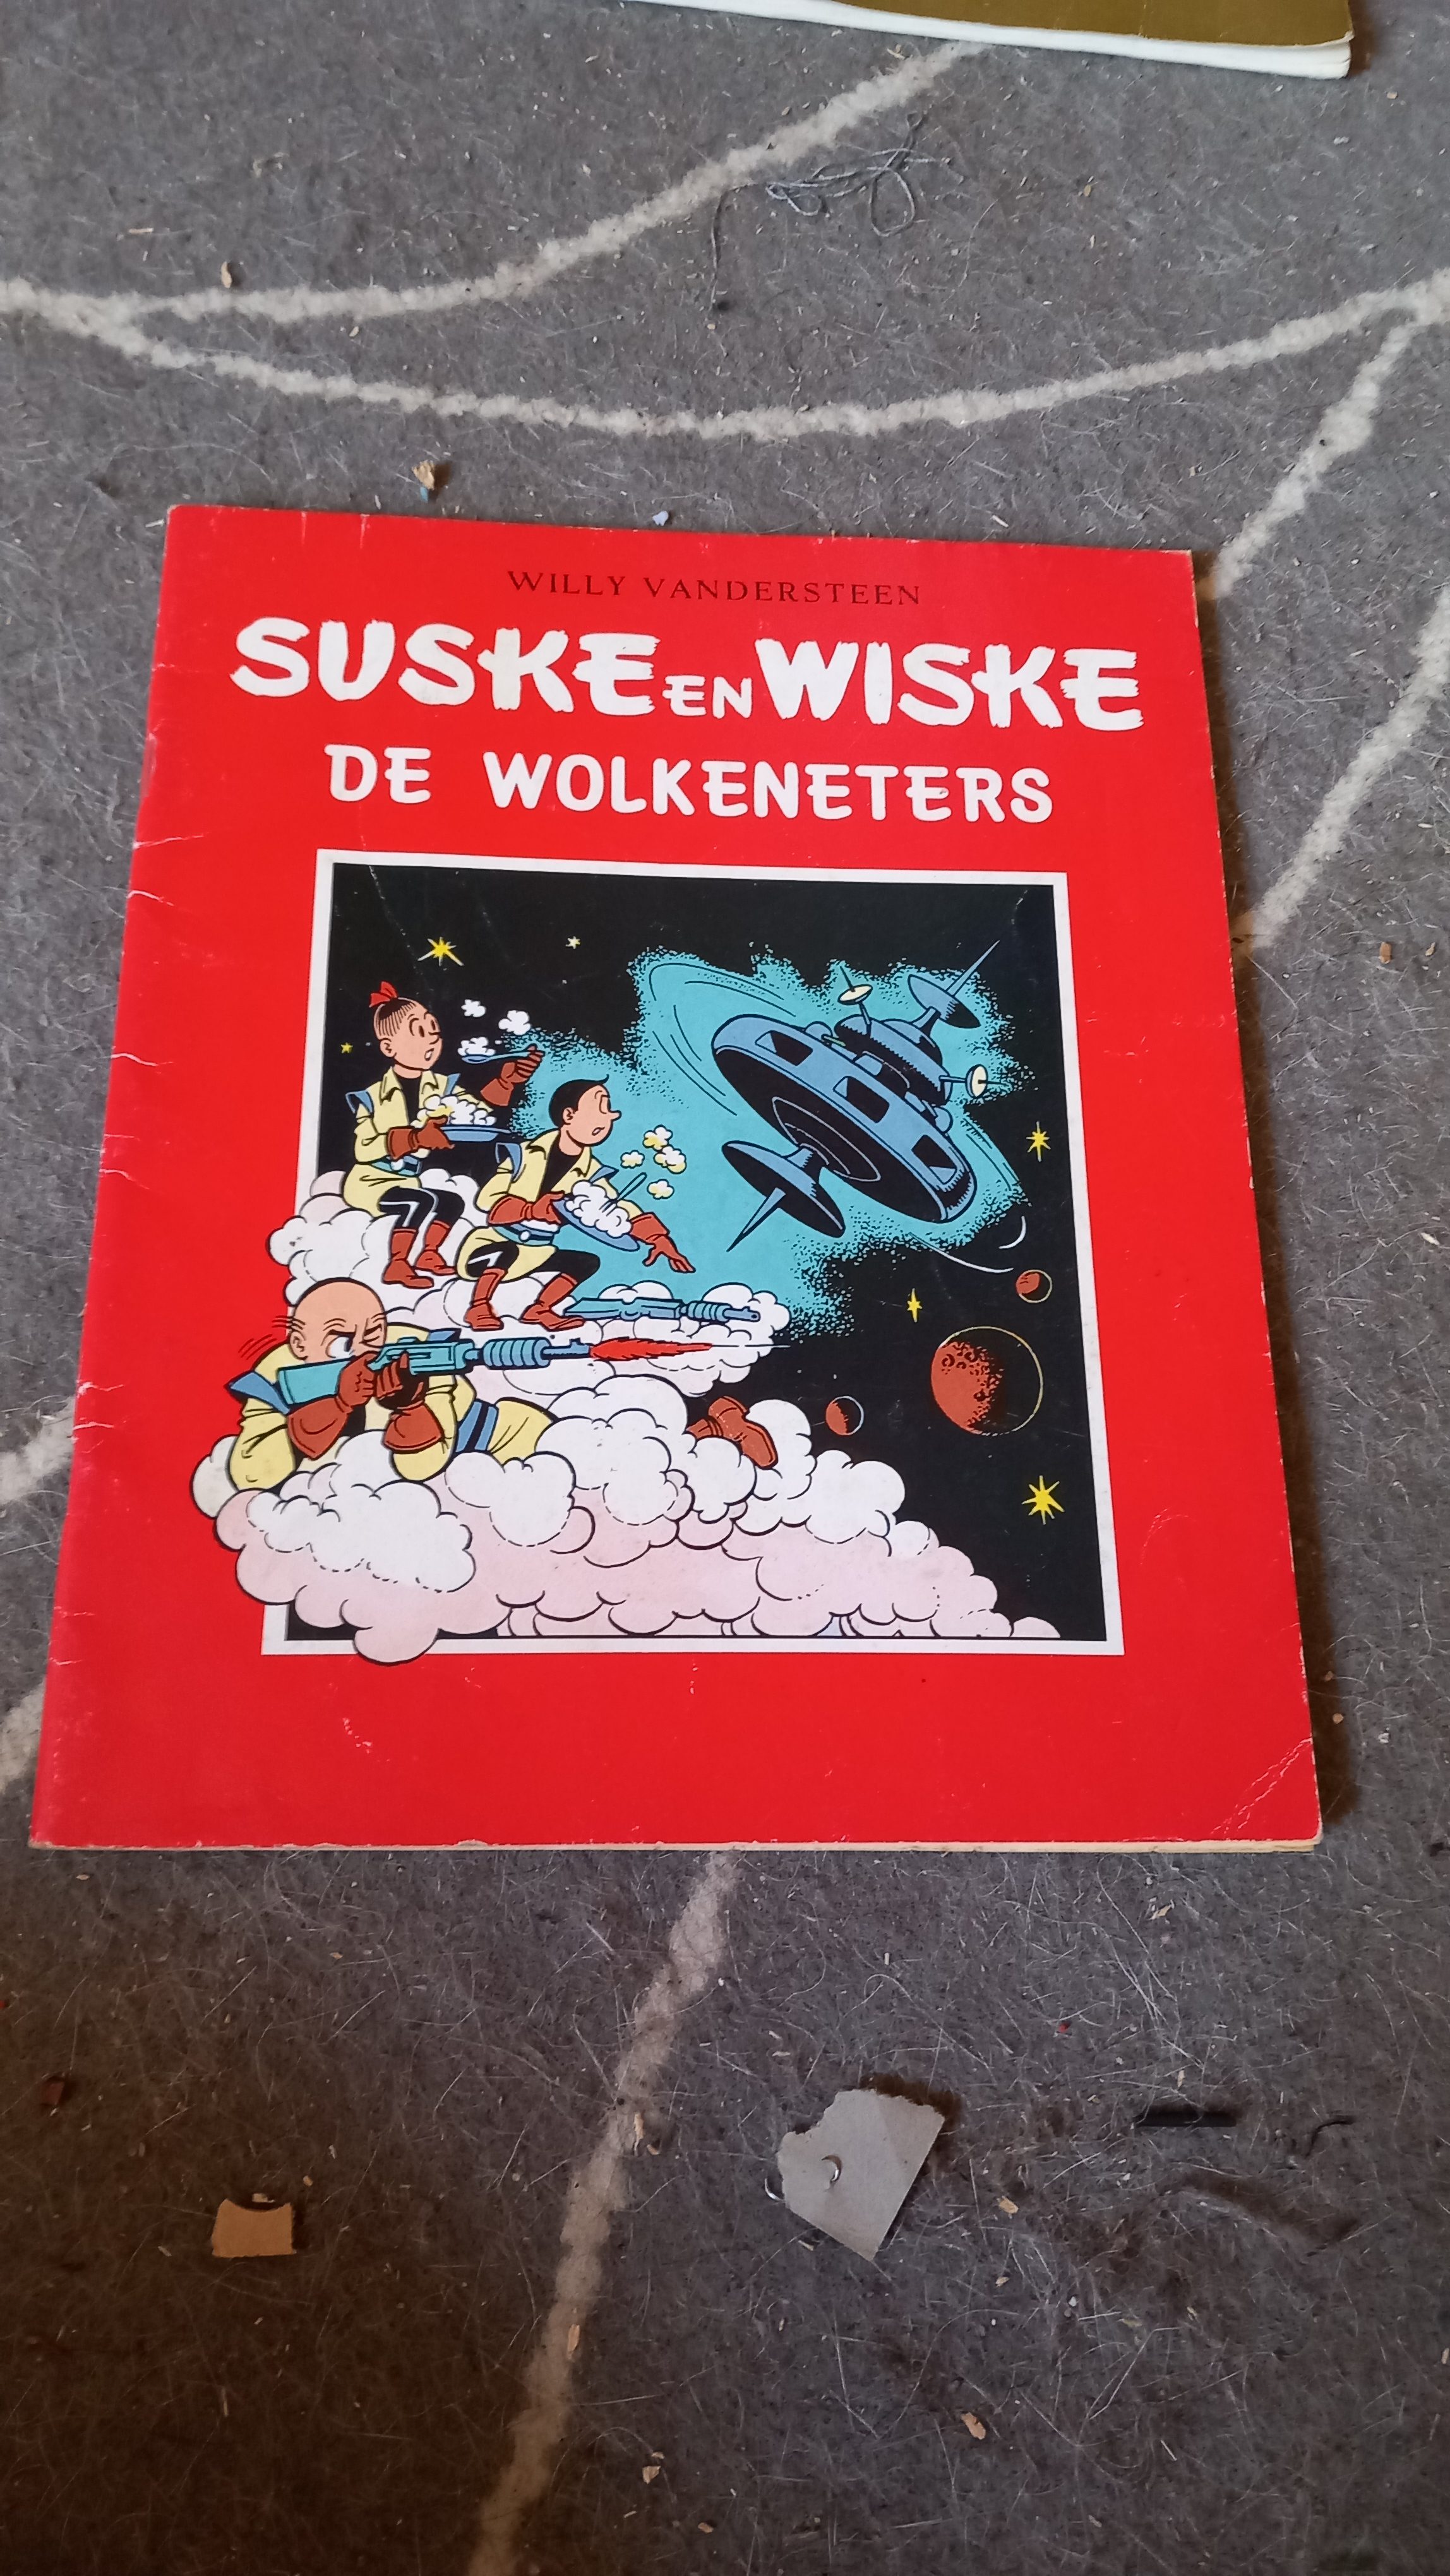 WILLY VANDERSTEEN
SUSKE EN WISKE
DE WOLKENETERS